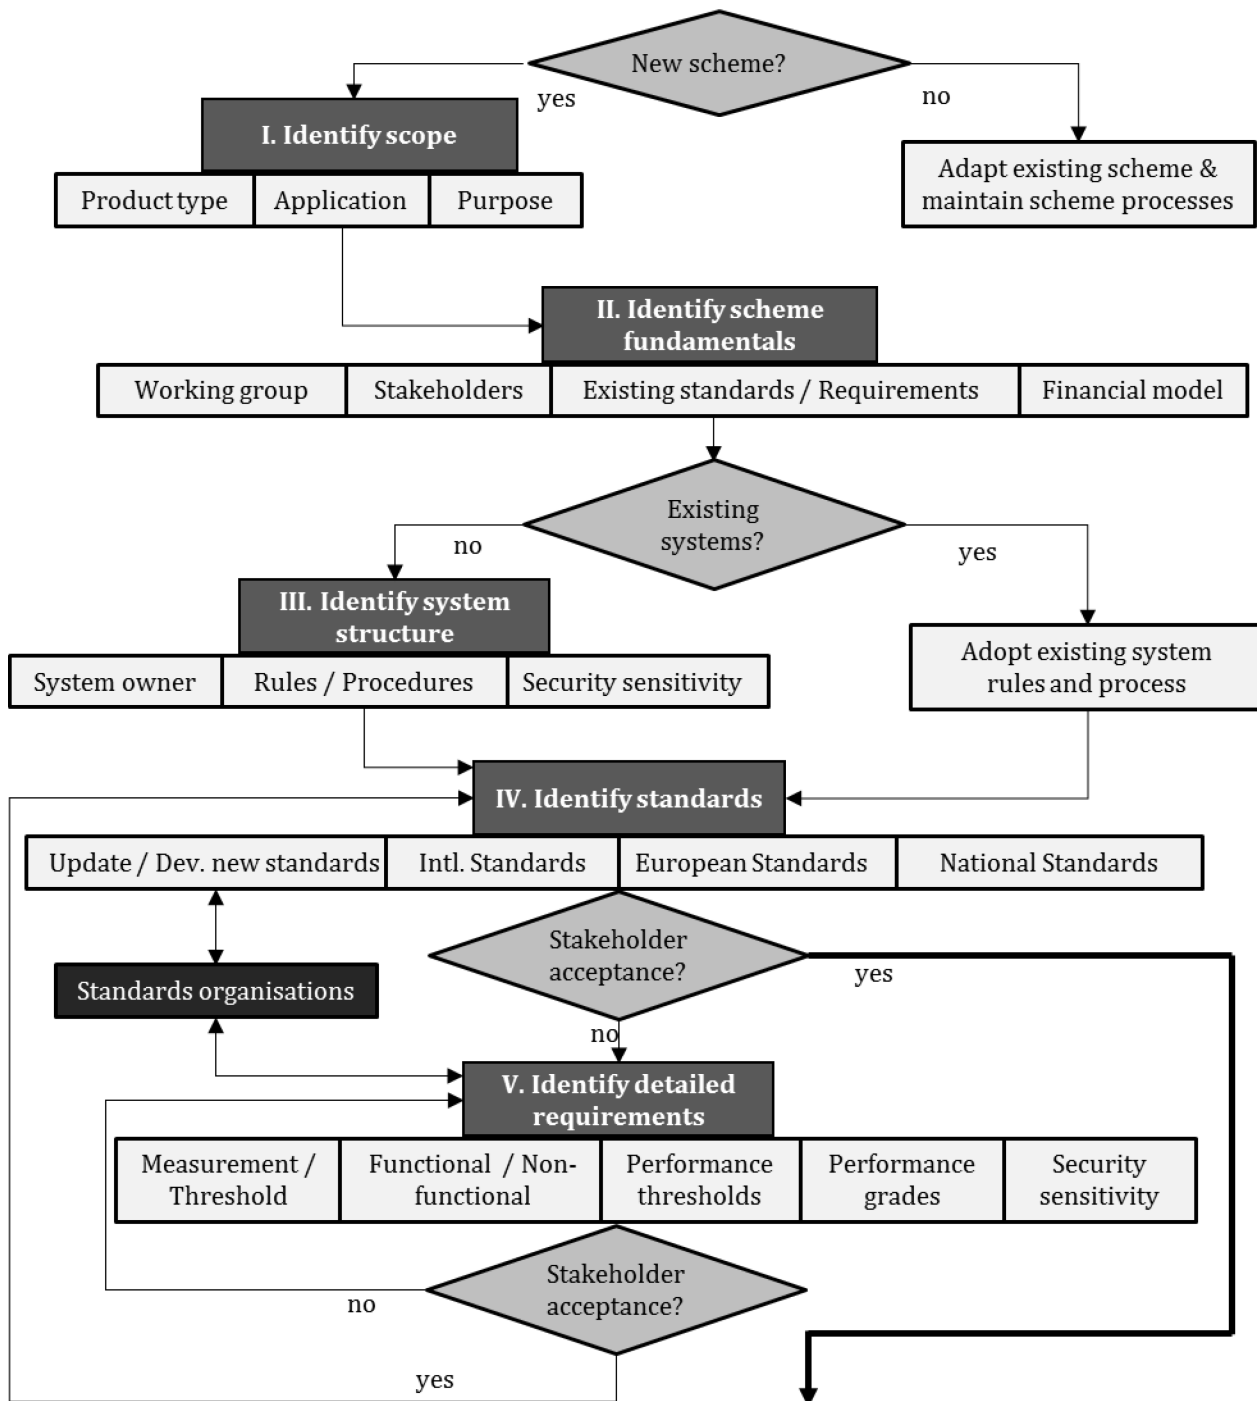 New scheme?
yes
no
I. Identify scope
Product type
Application
Purpose
Adapt existing scheme &
maintain scheme processes
II. Identify scheme
fundamentals
Working group
Stakeholders
Existing standards / Requirements
Financial model
Existing
systems?
no
yes
III. Identify system
structure
System owner
Rules / Procedures
Security sensitivity
Adopt existing system
rules and process
IV. Identify standards
Update / Dev. new standards
Intl. Standards
European Standards
National Standards
Stakeholder
acceptance?
yes
Standards organisations
no
V. Identify detailed
requirements
Measurement /
Threshold
Functional / Non-
functional
Performance
thresholds
Performance
grades
Security
sensitivity
Stakeholder
acceptance?
no
yes